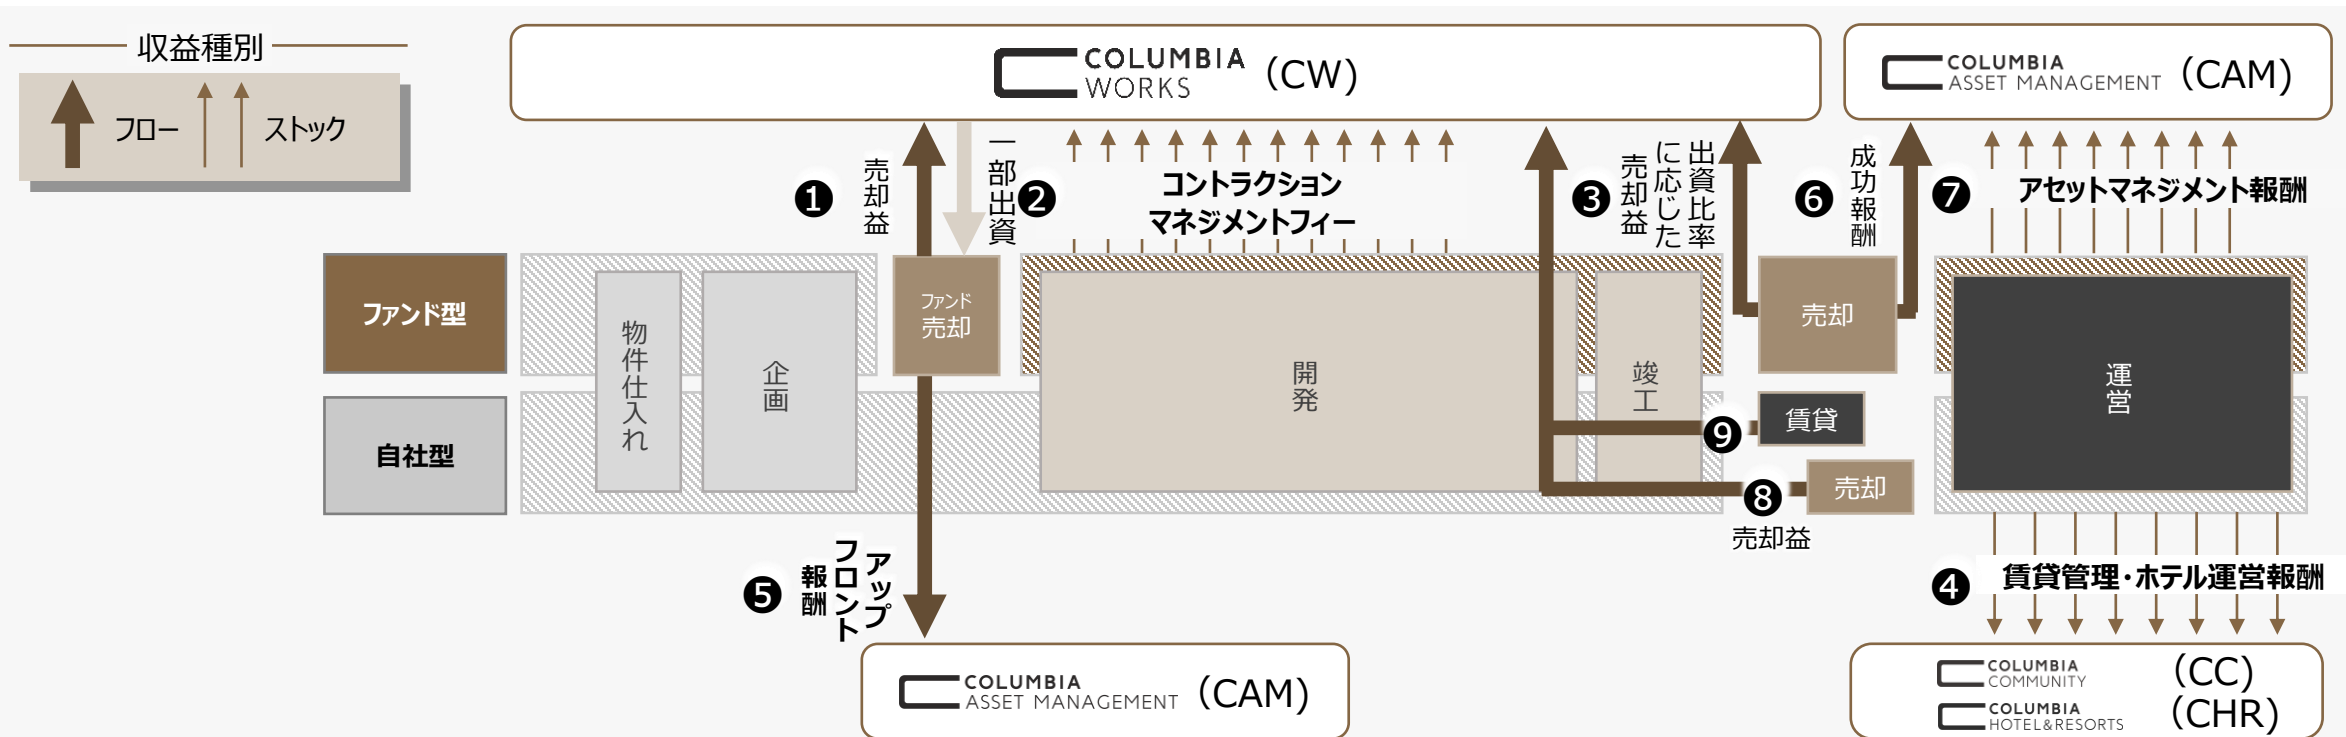 収益種別
フロー
ストック
COLUMBIA
WORKS
(CW)
COLUMBIA
ASSET MANAGEMENT
(CAM)
❶
売却益
一部出資
❷
コントラクション
マネジメントフィー
❸
出資比率
に応じた
売却益
❻
成功報酬
❼
アセットマネジメント報酬
ファンド型
自社型
物件仕入れ
企画
ファンド
売却
開発
竣工
売却
運営
❾
賃貸
❽
売却
売却益
❺
アップ
フロント
報酬
❹
賃貸管理・ホテル運営報酬
COLUMBIA
ASSET MANAGEMENT
(CAM)
COLUMBIA
COMMUNITY
(CC)
COLUMBIA
HOTEL&RESORTS
(CHR)